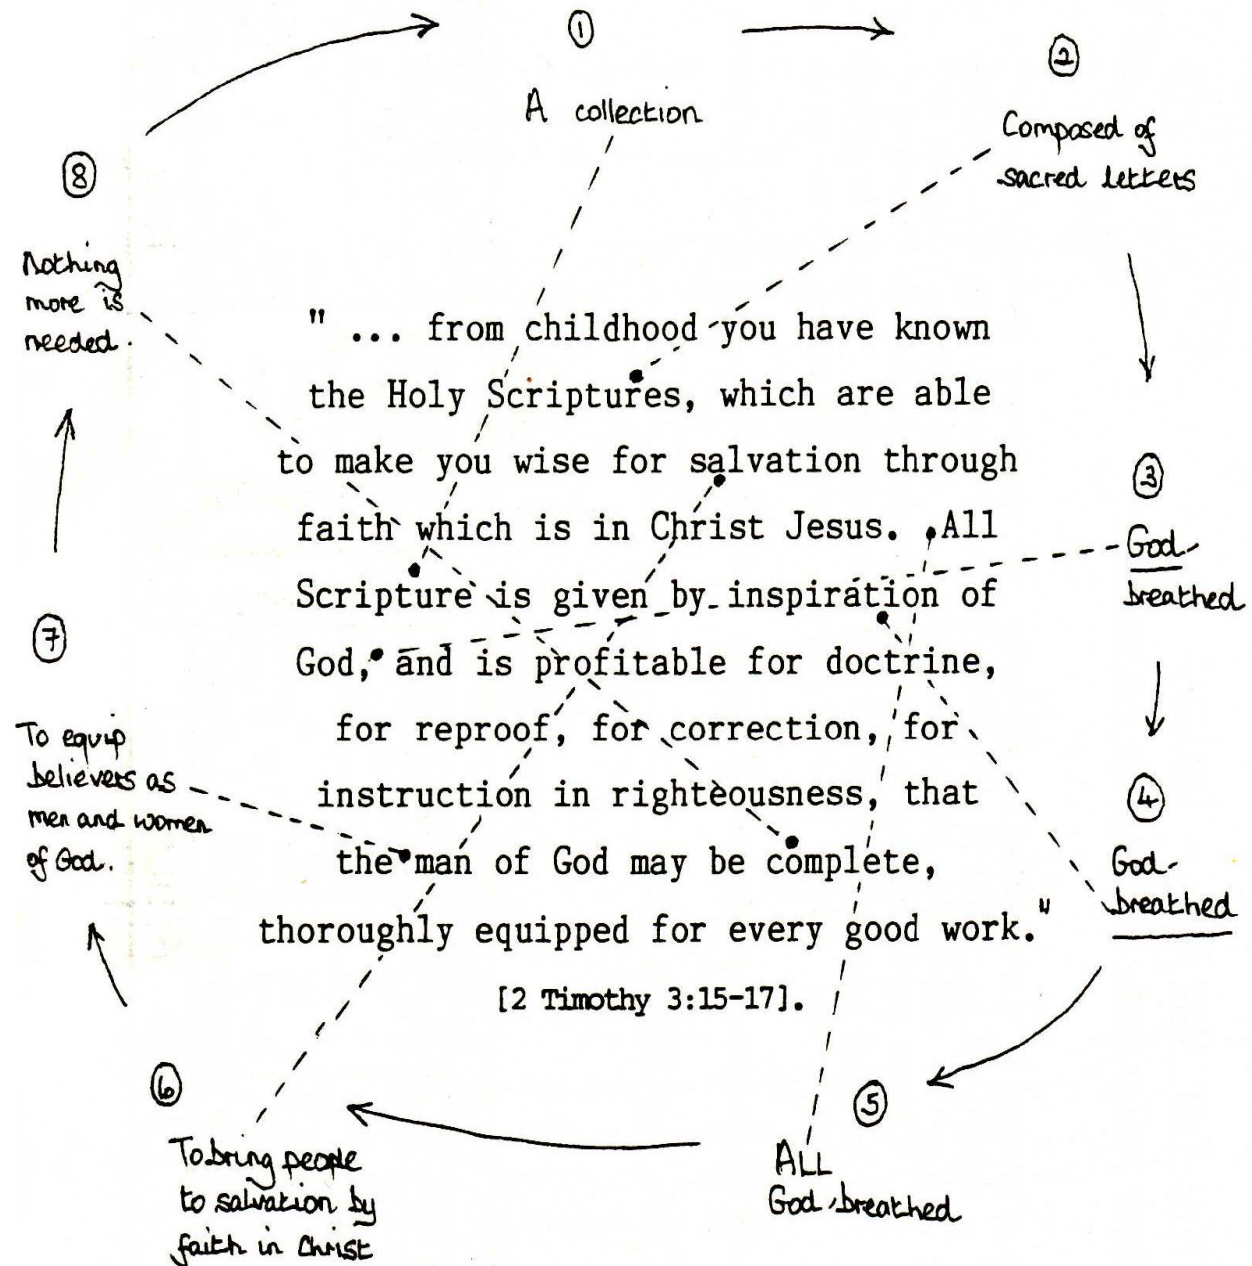 ①
A collection
②
Composed of
sacred letters
③
God-
breathed
④
God-
breathed
⑤
ALL
God-breathed
⑥
To bring people
to salvation by
faith in Christ
⑦
To equip
believers as
men and women
of God.
⑧
Nothing
more is
needed.
" ... from childhood you have known
the Holy Scriptures, which are able
to make you wise for salvation through
faith which is in Christ Jesus. All
Scripture is given by inspiration of
God, and is profitable for doctrine,
for reproof, for correction, for
instruction in righteousness, that
the man of God may be complete,
thoroughly equipped for every good work."
[2 Timothy 3:15-17].